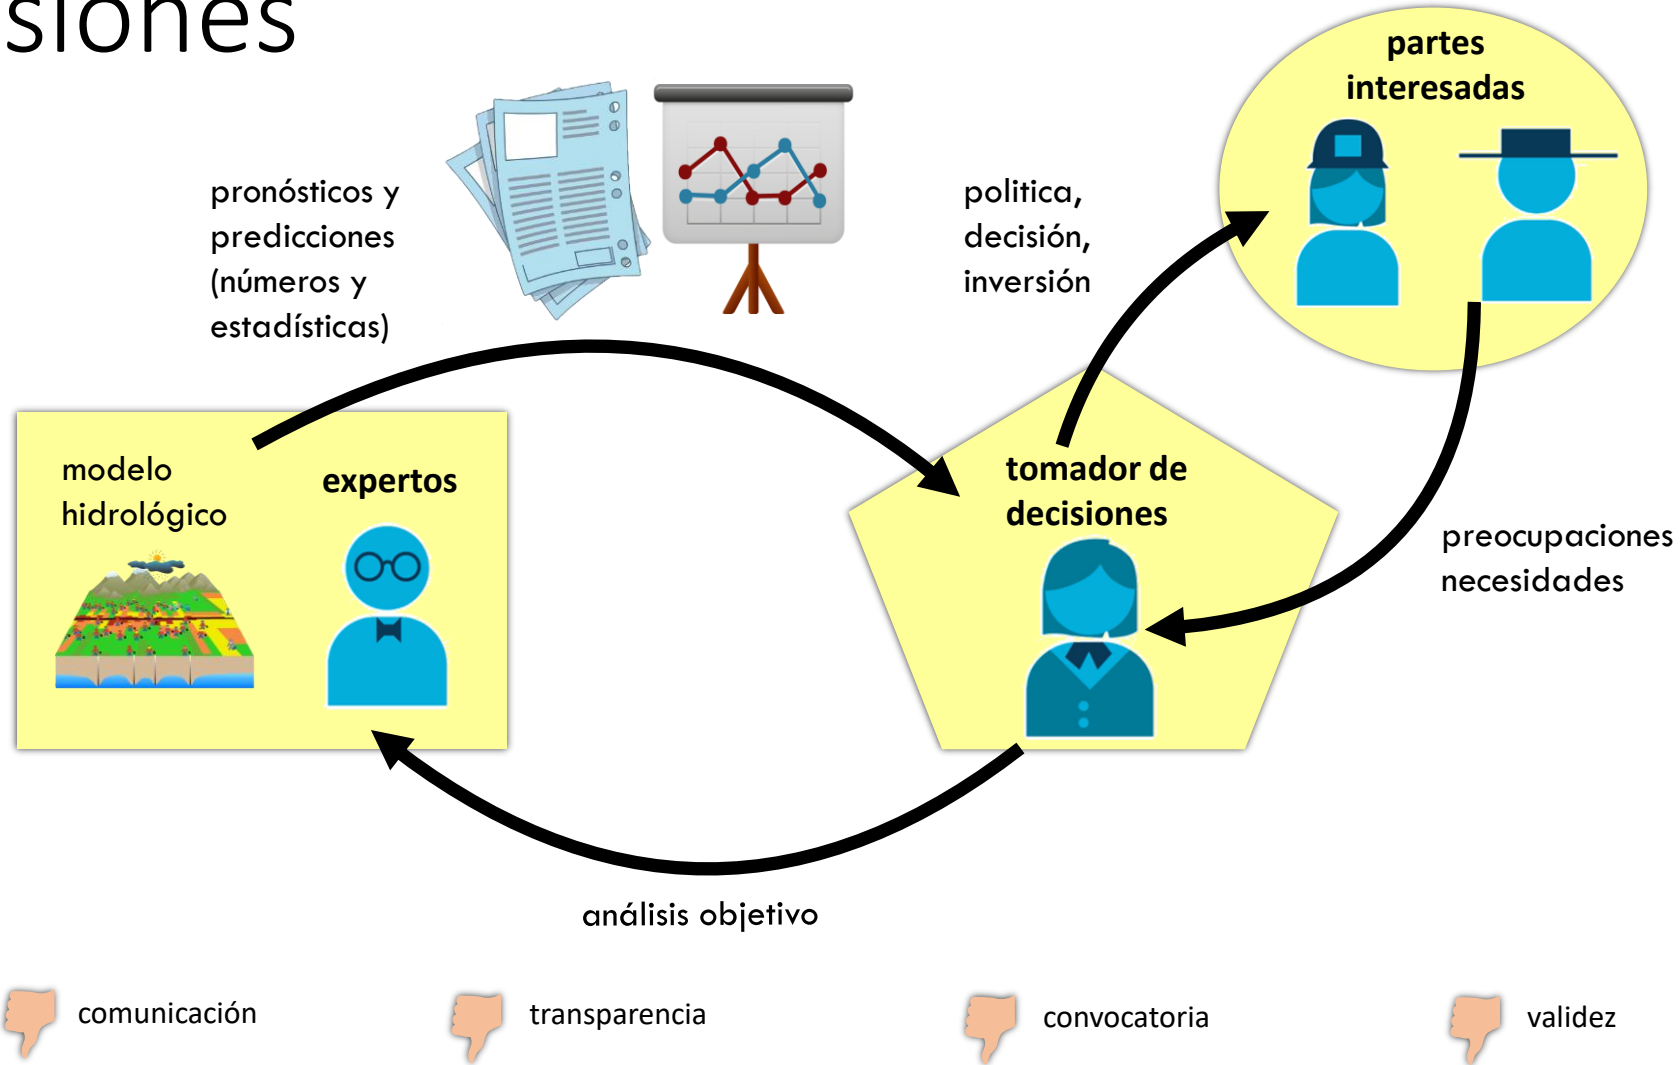 siones
partes
interesadas
pronósticos y
predicciones
(números y
estadísticas)
politica,
decisión,
inversión
modelo
hidrológico
expertos
tomador de
decisiones
preocupaciones
necesidades
análisis objetivo
comunicación
transparencia
convocatoria
validez